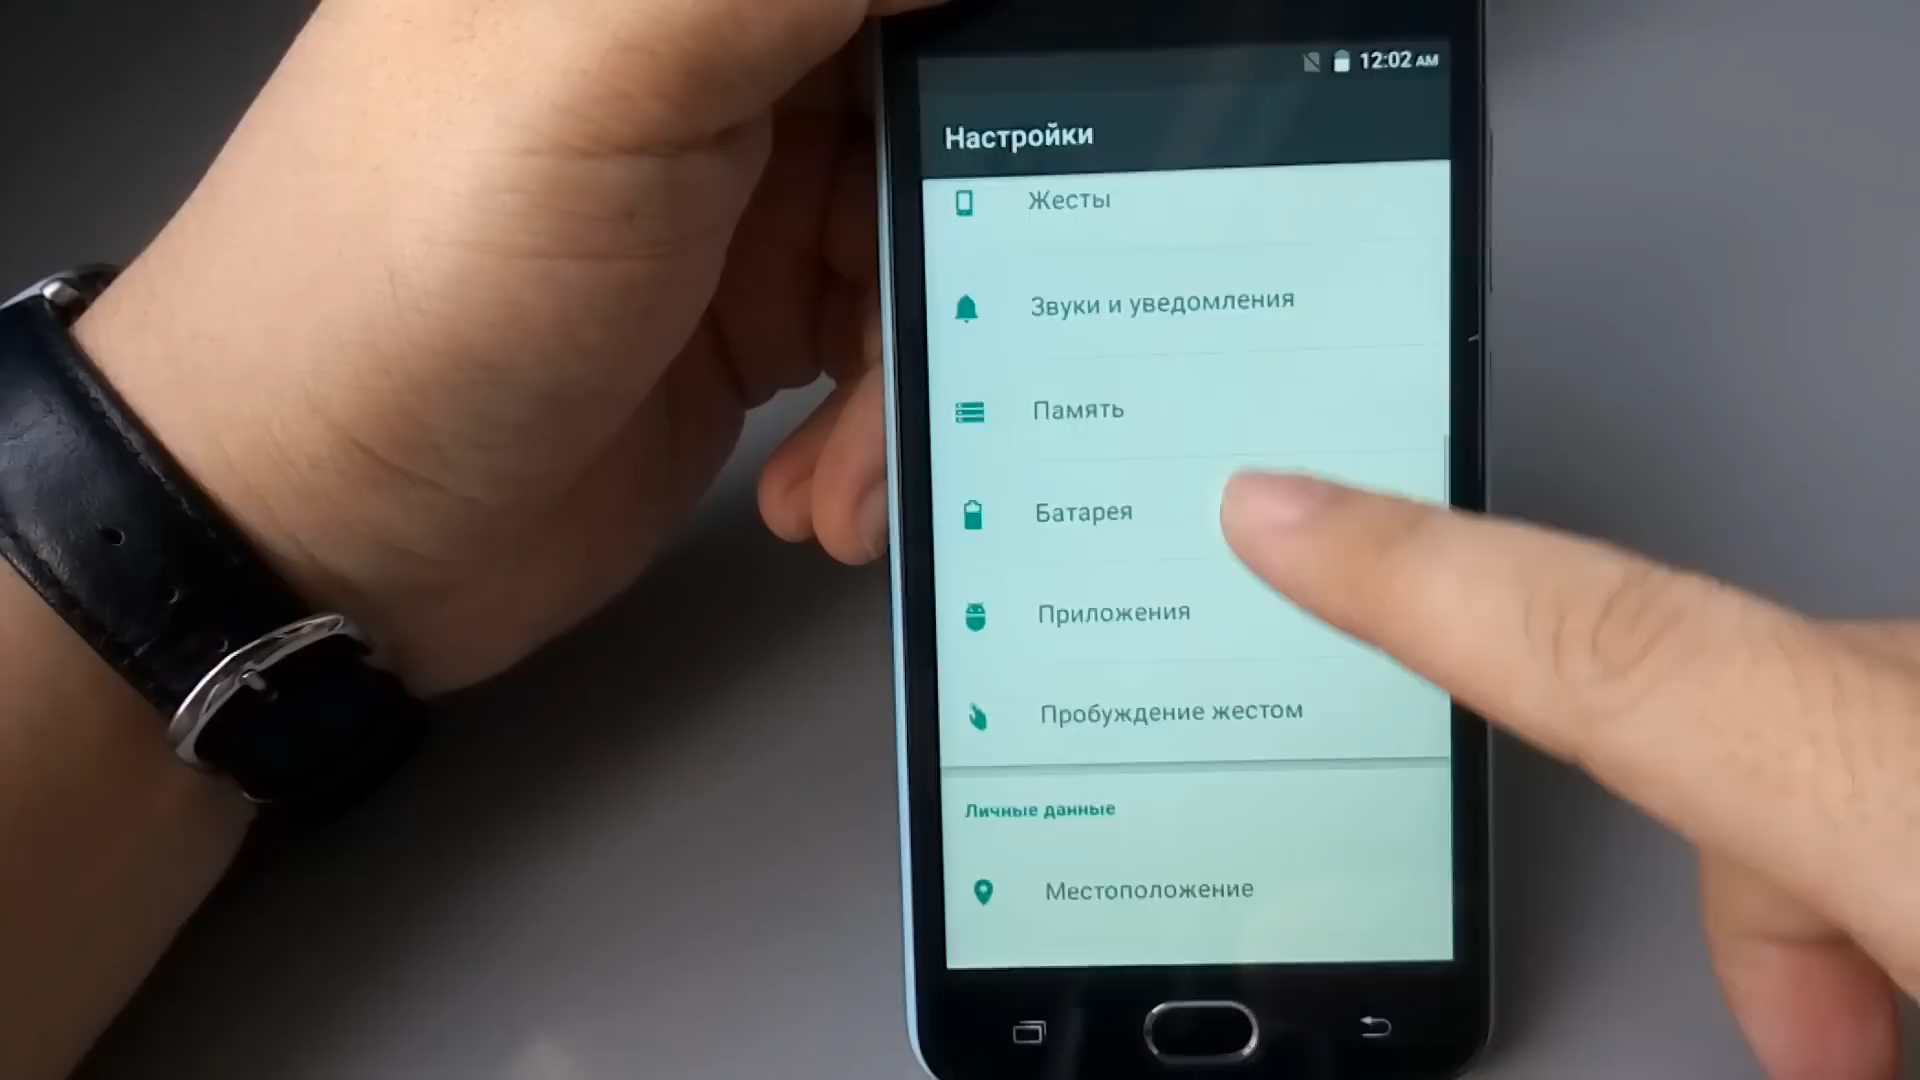 12:02 AM
Настройки
Жесты
Звуки и уведомления
Память
Батарея
Приложения
Пробуждение жестом
Личные данные
Местоположение